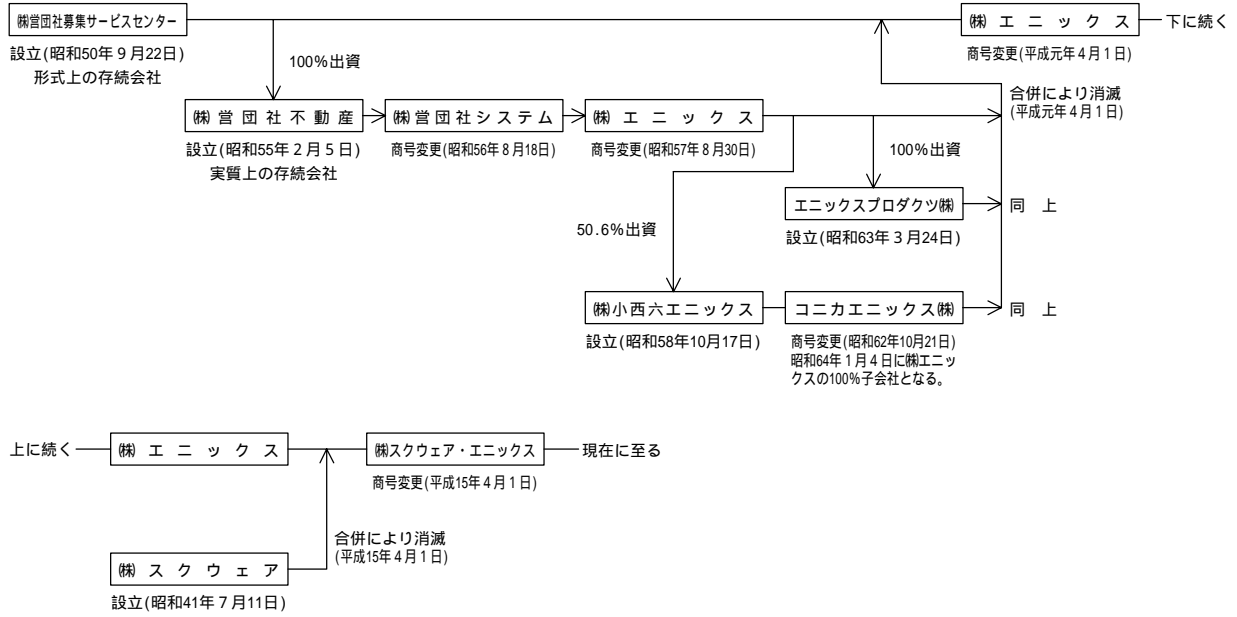 ㈱営団社募集サービスセンター
設立(昭和50年９月22日)
形式上の存続会社
㈱エニックス
下に続く
商号変更(平成元年４月１日)
100％出資
合併により消滅
(平成元年４月１日)
㈱営団社不動産
設立(昭和55年２月５日)
実質上の存続会社
㈱営団社システム
商号変更(昭和56年８月18日)
㈱エニックス
商号変更(昭和57年８月30日)
100％出資
エニックスプロダクツ㈱
同　上
設立(昭和63年３月24日)
50.6％出資
㈱小西六エニックス
設立(昭和58年10月17日)
コニカエニックス㈱
同　上
商号変更(昭和62年10月21日)
昭和64年１月４日に㈱エニッ
クスの100％子会社となる。
上に続く
㈱エニックス
㈱スクウェア・エニックス
現在に至る
商号変更(平成15年４月１日)
合併により消滅
(平成15年４月１日)
㈱スクウェア
設立(昭和41年７月11日)